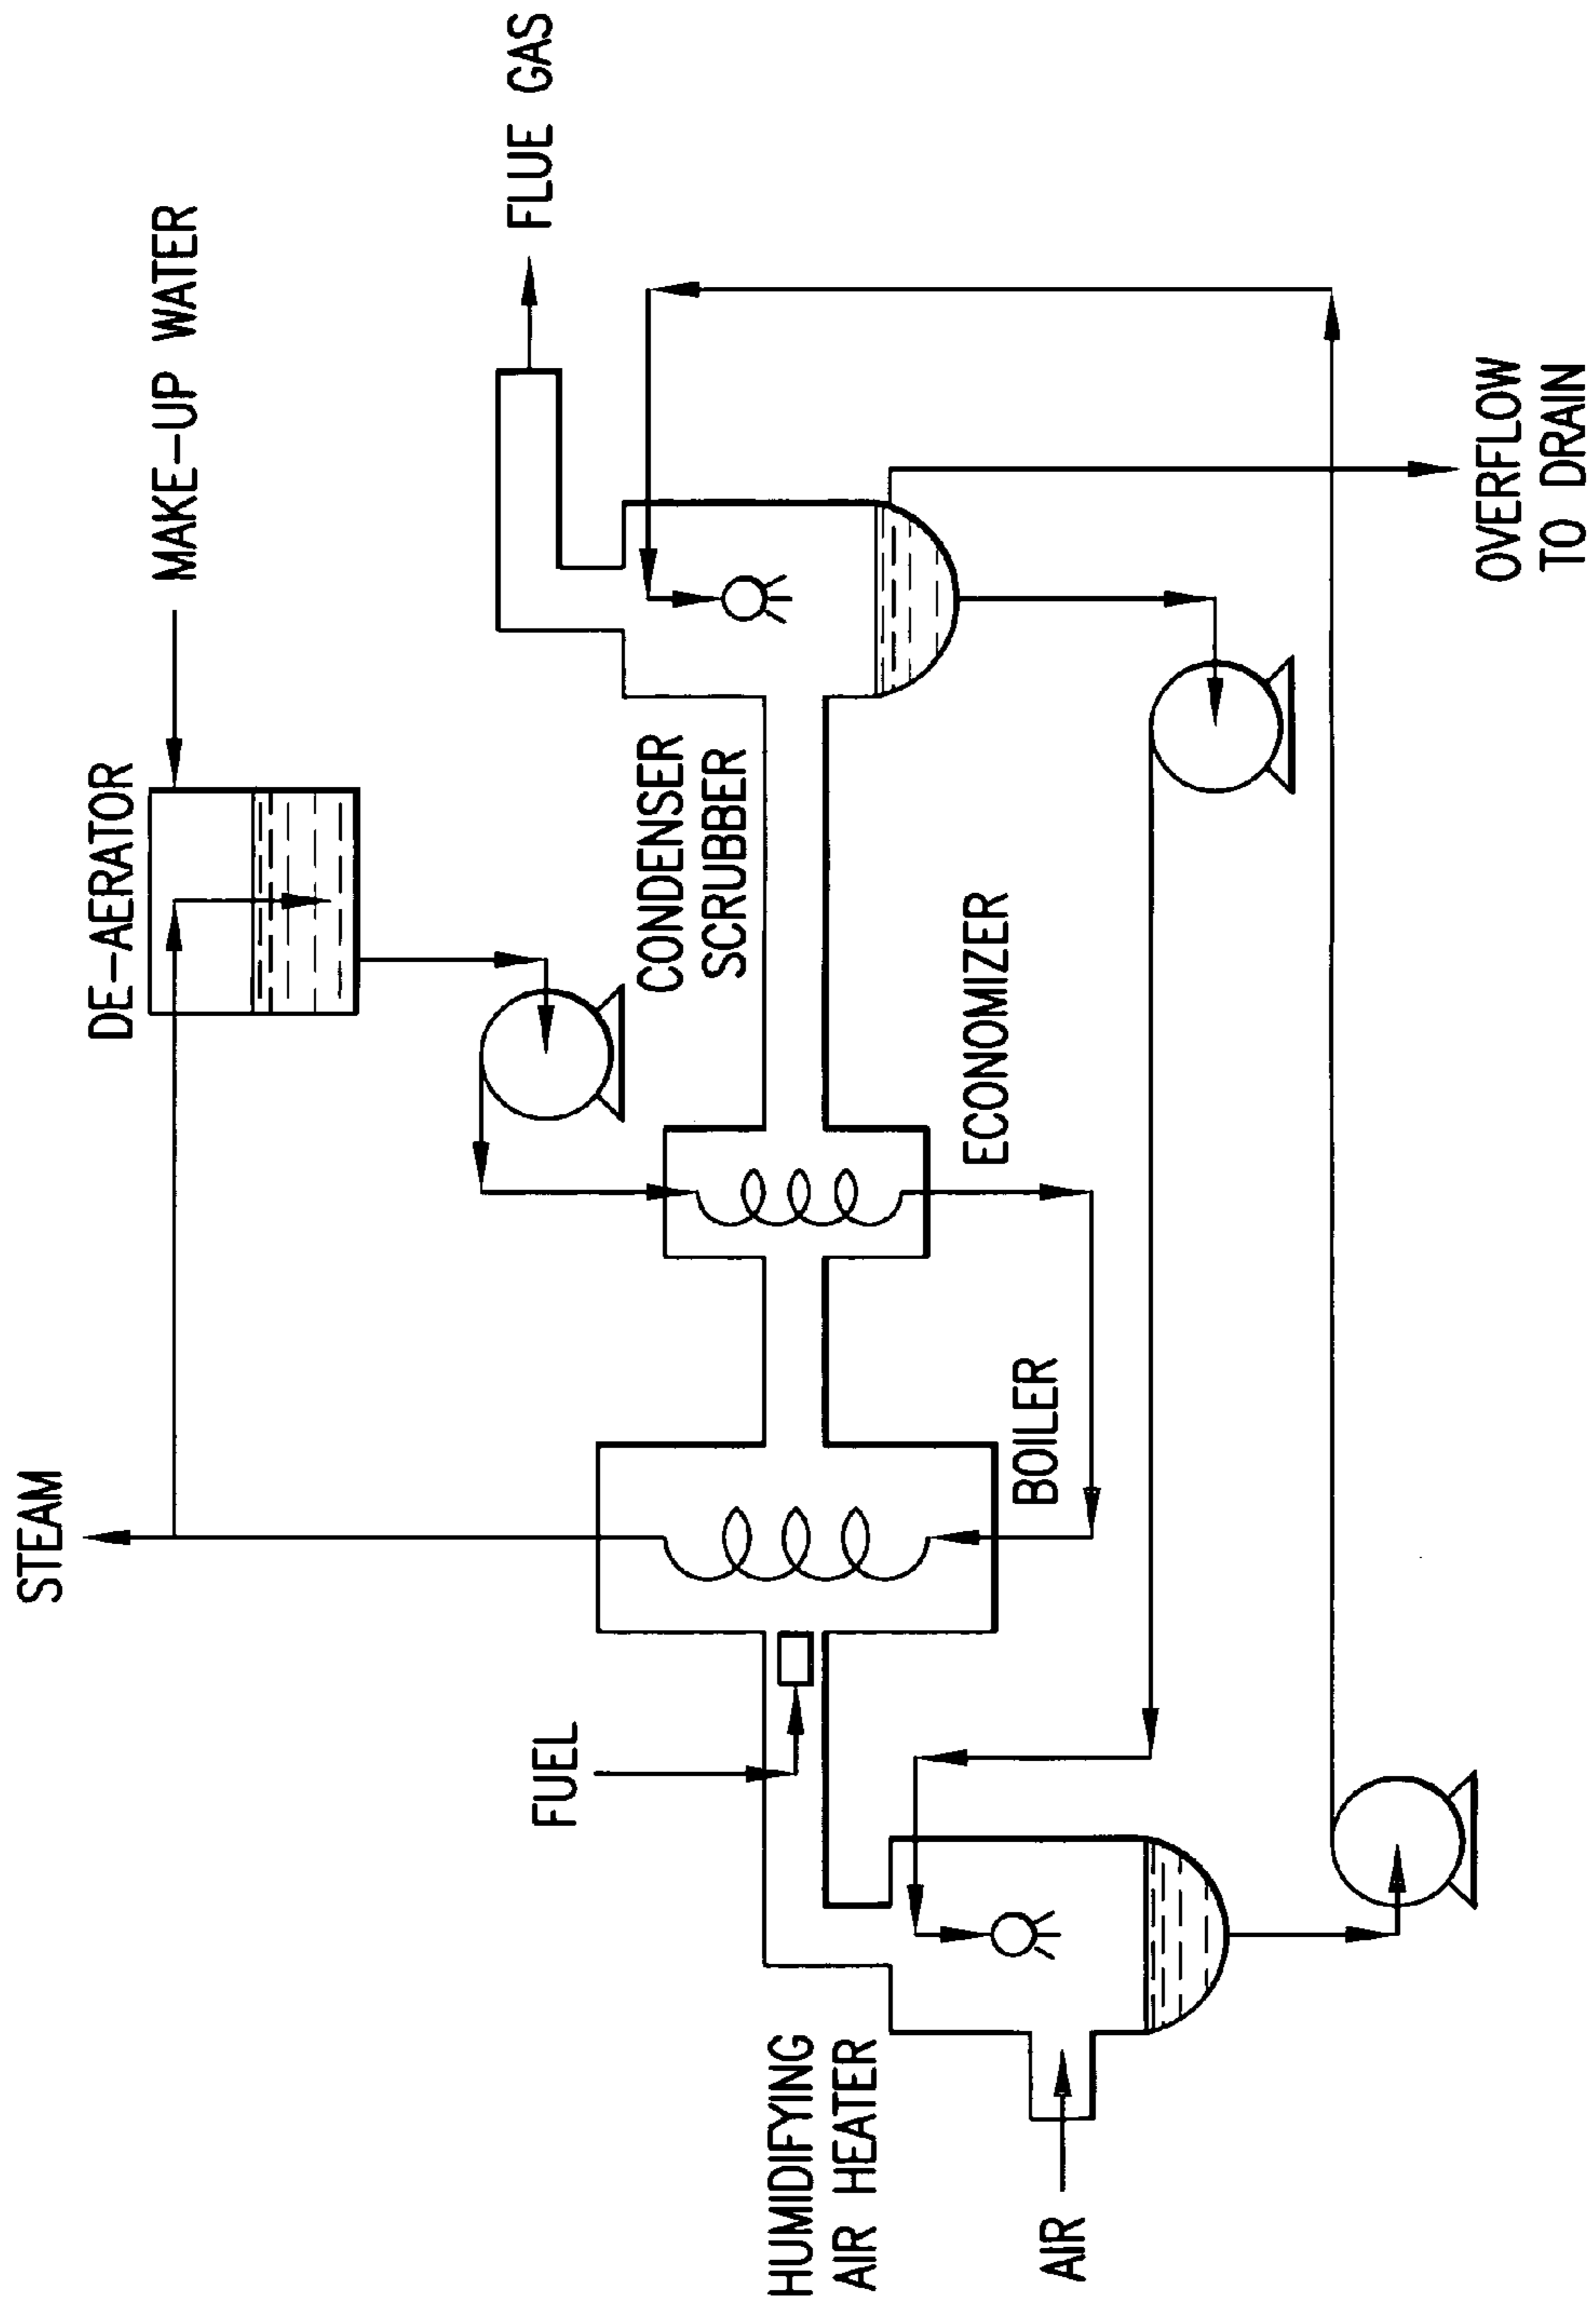 STEAM
DE-AERATOR
MAKE-UP WATER
FLUE GAS
FUEL
CONDENSER
SCRUBBER
HUMIDIFYING
AIR HEATER
ECONOMIZER
BOILER
AIR
OVERFLOW
TO DRAIN